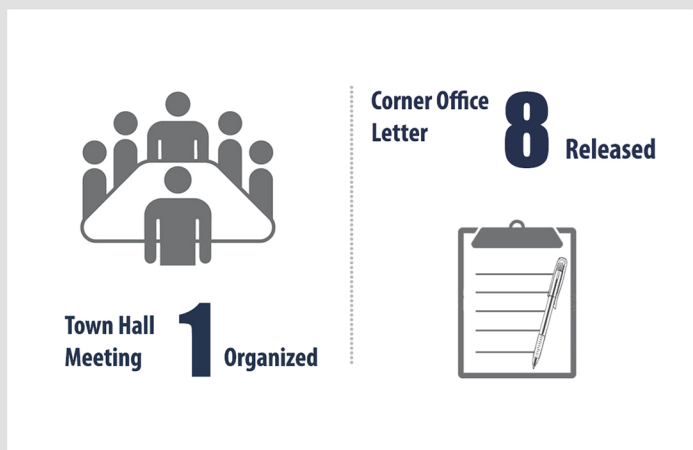 Corner Office
Letter
8 Released
Town Hall
Meeting
1 Organized